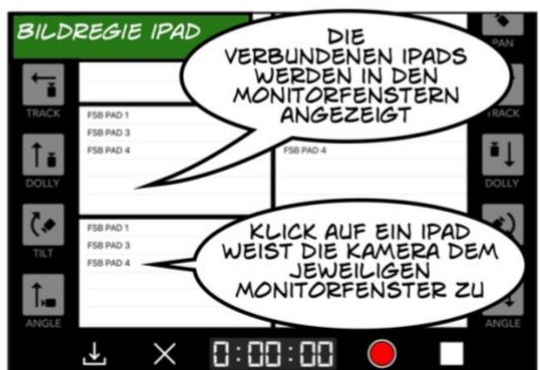 BILDREGIE IPAD
DIE
VERBUNDENEN IPADS
WERDEN IN DEN
MONITORFENSTERN
ANGEZEIGT
PAN
TRACK
TRACK
FSB PAD 1
FSB PAD 3
FSB PAD 4
FSB PAD 4
DOLLY
DOLLY
FSB PAD 1
FSB PAD 3
FSB PAD 4
KLICK AUF EIN IPAD
WEIST DIE KAMERA DEM
JEWEILIGEN
MONITORFENSTER ZU
TILT
ANGLE
ANGLE
0:00:00